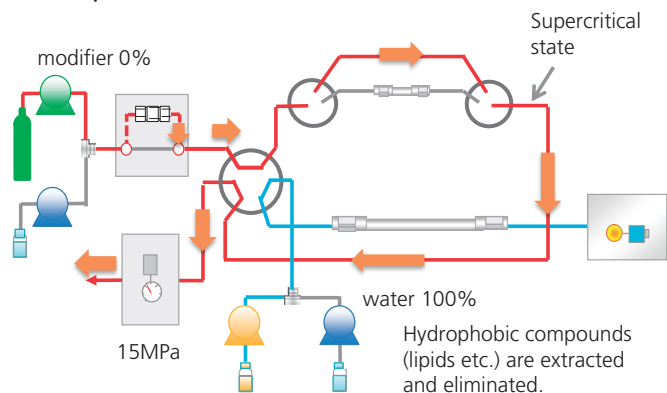 Supercritical
state
modifier 0%
water 100%
15MPa
Hydrophobic compounds
(lipids etc.) are extracted
and eliminated.